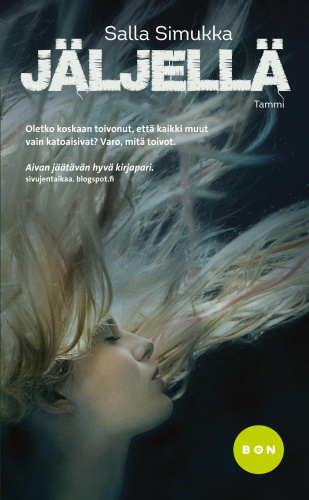 Salla Simukka
JÄLJELLÄ
Tammi
Oletko koskaan toivonut, että kaikki muut
vain katoaisivat? Varo, mitä toivot.
Aivan jäätävän hyvä kirjapari.
sivujentaikaa. blogspot.fi
BON